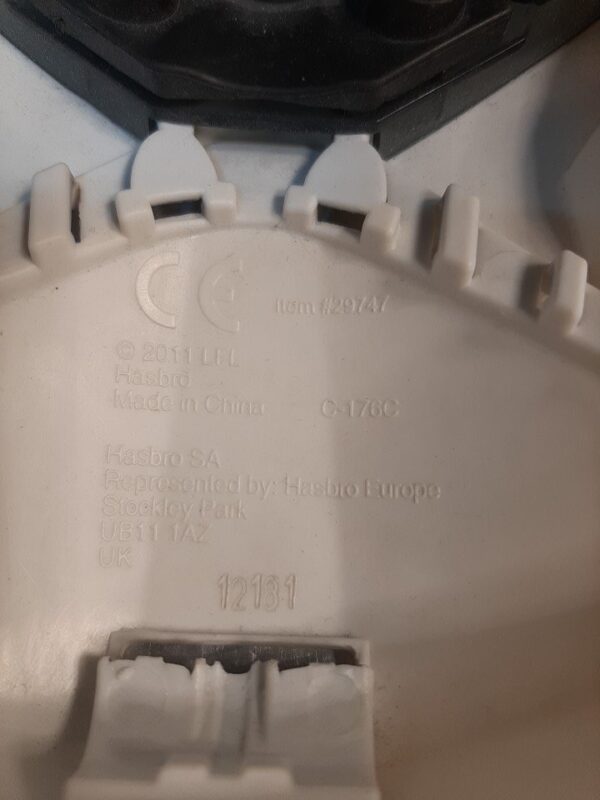 CE
Item #29747
© 2011 LFL
Hasbro
Made in China C-176C
Hasbro SA
Represented by: Hasbro Europe
Stockley Park
UB11 1AZ
UK